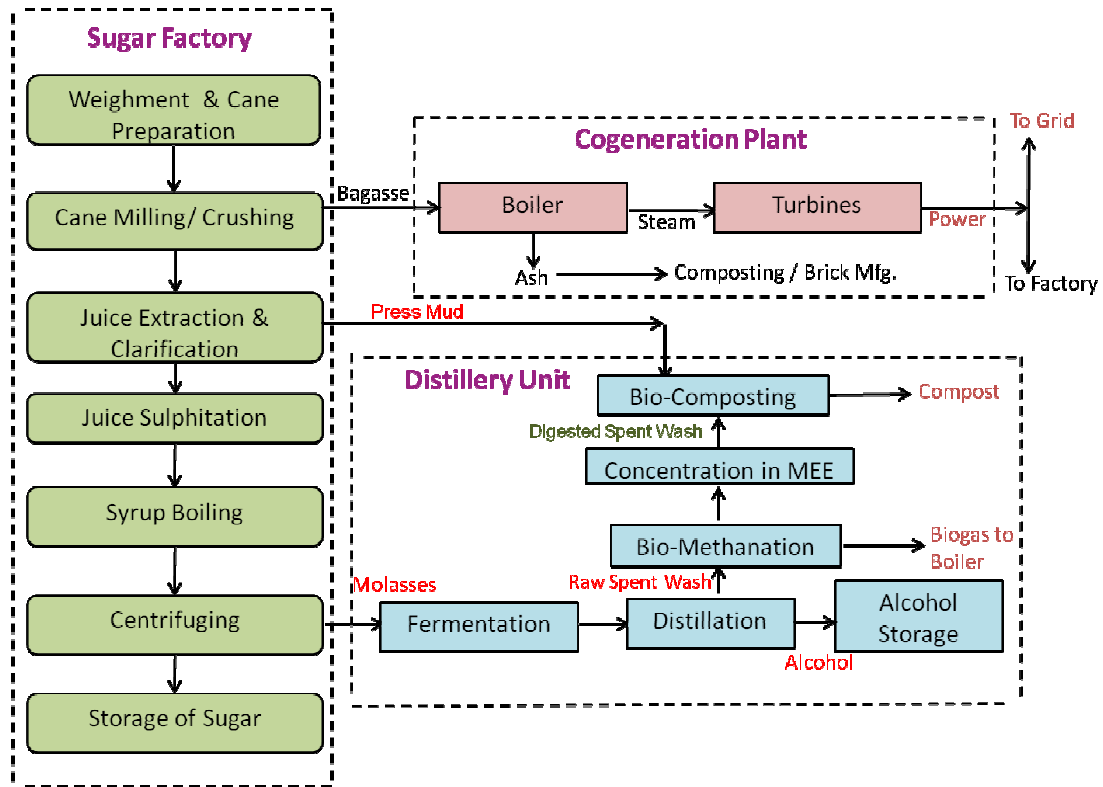 Sugar Factory
Weighment & Cane
Preparation
Cane Milling/ Crushing
Juice Extraction &
Clarification
Juice Sulphitation
Syrup Boiling
Centrifuging
Storage of Sugar
Bagasse
Cogeneration Plant
Boiler
Steam
Turbines
Power
To Grid
To Factory
Ash
Composting / Brick Mfg.
Press Mud
Distillery Unit
Bio-Composting
Compost
Digested Spent Wash
Concentration in MEE
Bio-Methanation
Biogas to
Boiler
Raw Spent Wash
Molasses
Fermentation
Distillation
Alcohol
Alcohol
Storage